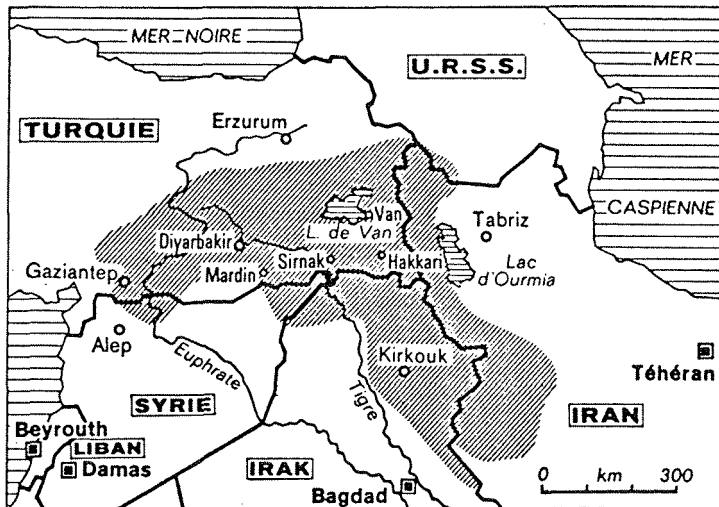 MER NOIRE
U.R.S.S.
MER
TURQUIE
Erzurum
CASPIENNE
Van
L. de Van
Tabriz
Diyarbakir
Sirnak
Hakkari
Lac
d'Ourmia
Gaziantep
Mardin
Alep
Euphrate
Kirkouk
Téhéran
Tigre
SYRIE
IRAN
Beyrouth
LIBAN
Damas
IRAK
Bagdad
0 km 300